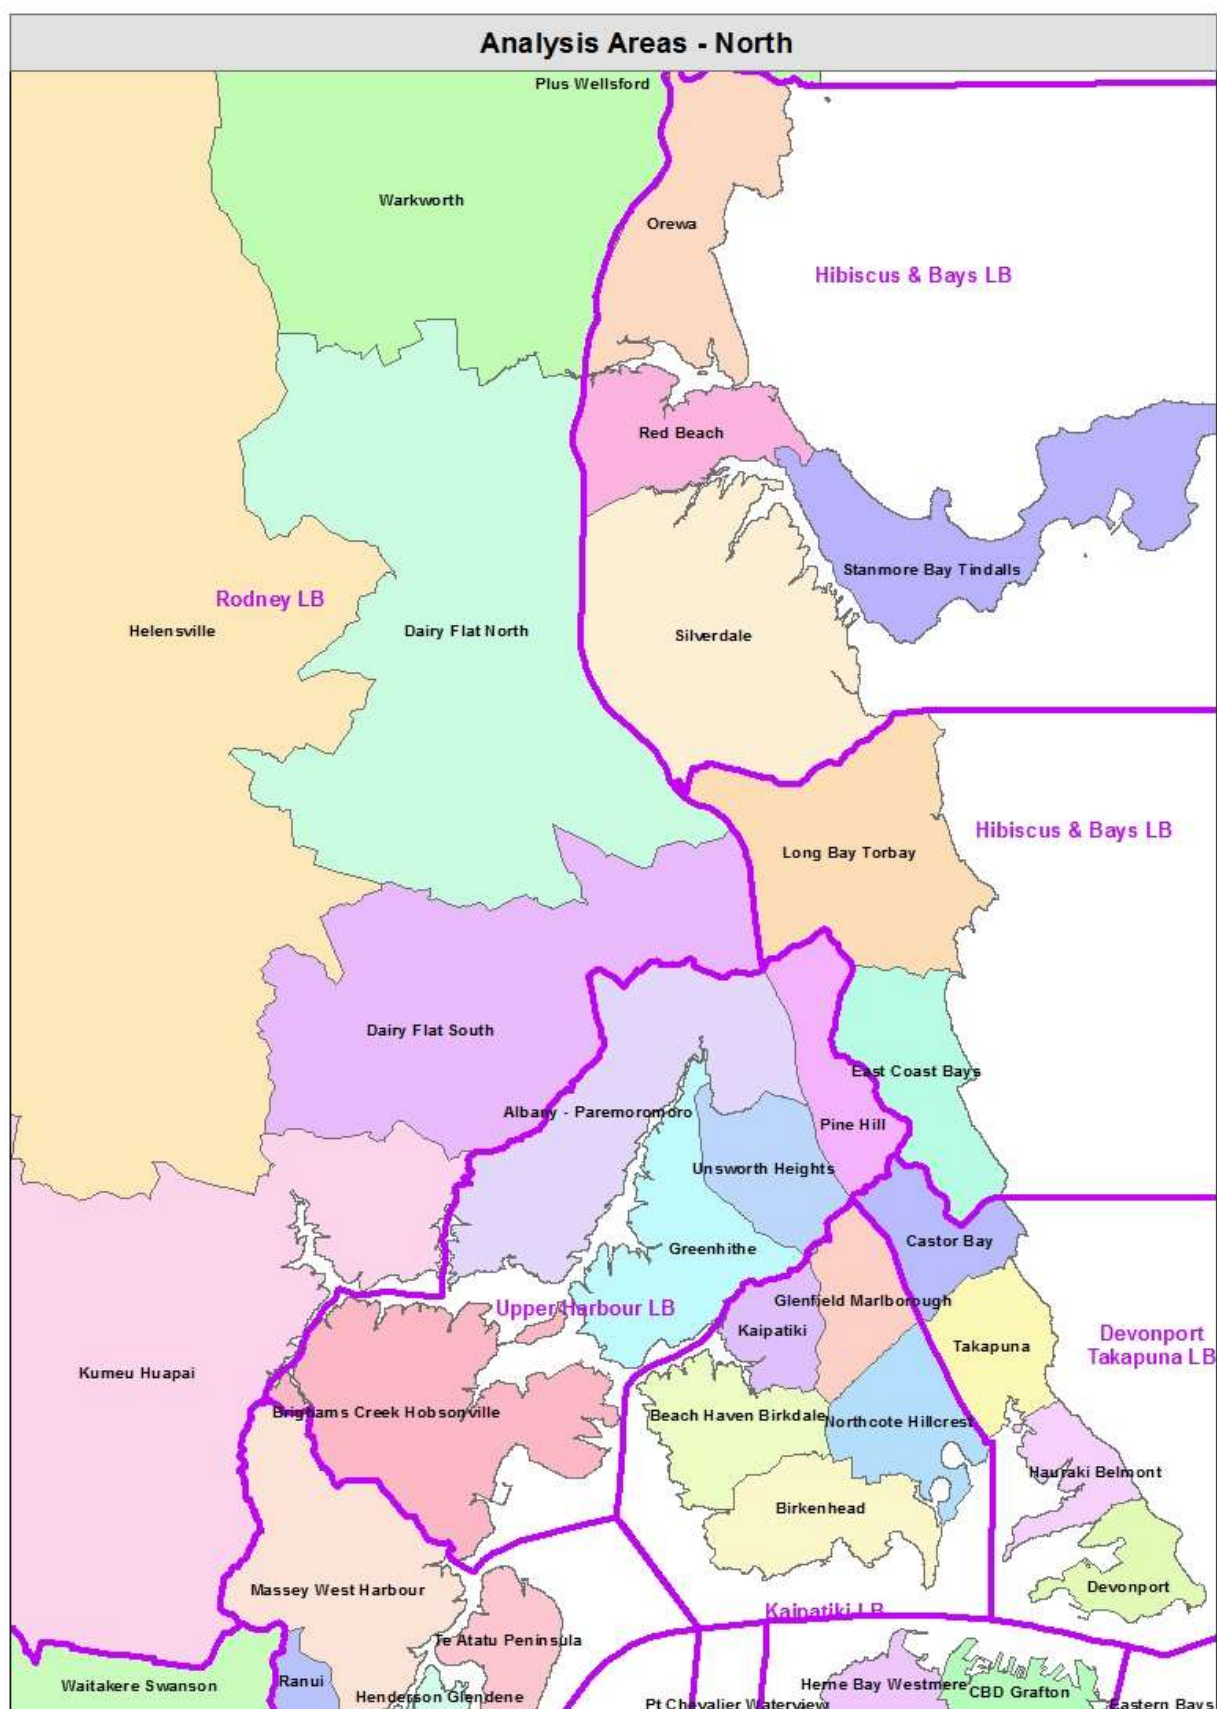 Analysis Areas - North
Plus Wellsford
Warkworth
Orewa
Hibiscus & Bays LB
Red Beach
Stanmore Bay Tindalls
Rodney LB
Helensville
Dairy Flat North
Silverdale
Hibiscus & Bays LB
Long Bay Torbay
Dairy Flat South
East Coast Bays
Albany - Paremoromoro
Pine Hill
Unsworth Heights
Castor Bay
Greenhithe
Glenfield Marlborough
Upper Harbour LB
Kaipatiki
Devonport
Takapuna LB
Takapuna
Kumeu Huapai
Brighams Creek Hobsonville
Beach Haven Birkdale
Northcote Hillcrest
Hauraki Belmont
Birkenhead
Devonport
Massey West Harbour
Kaipatiki LB
Te Atatu Peninsula
Waitakere Swanson
Ranui
Henderson Glendene
Herne Bay Westmere
CBD Grafton
Pt Chevalier Waterview
Eastern Bays